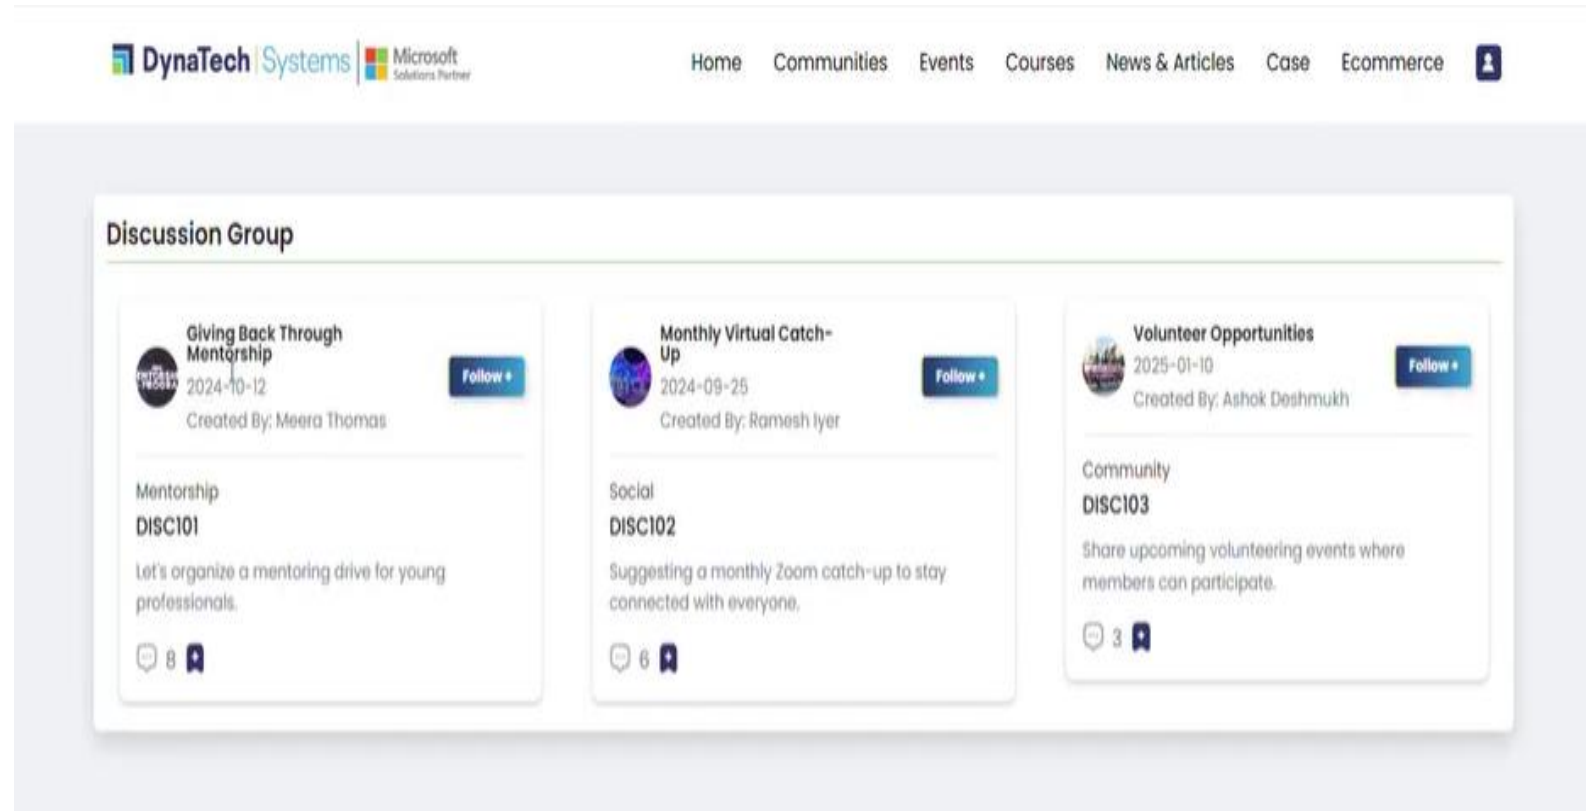 DynaTech Systems
Microsoft
Solutions Partner
Home Communities Events Courses News & Articles Case Ecommerce
Discussion Group
Giving Back Through
Mentorship
2024-10-12
Created By: Meera Thomas
Follow +
Mentorship
DISC101
Let's organize a mentoring drive for young
professionals.
8
Monthly Virtual Catch-
Up
2024-09-25
Created By: Ramesh Iyer
Follow +
Social
DISC102
Suggesting a monthly Zoom catch-up to stay
connected with everyone.
6
Volunteer Opportunities
2025-01-10
Created By: Ashok Deshmukh
Follow +
Community
DISC103
Share upcoming volunteering events where
members can participate.
3